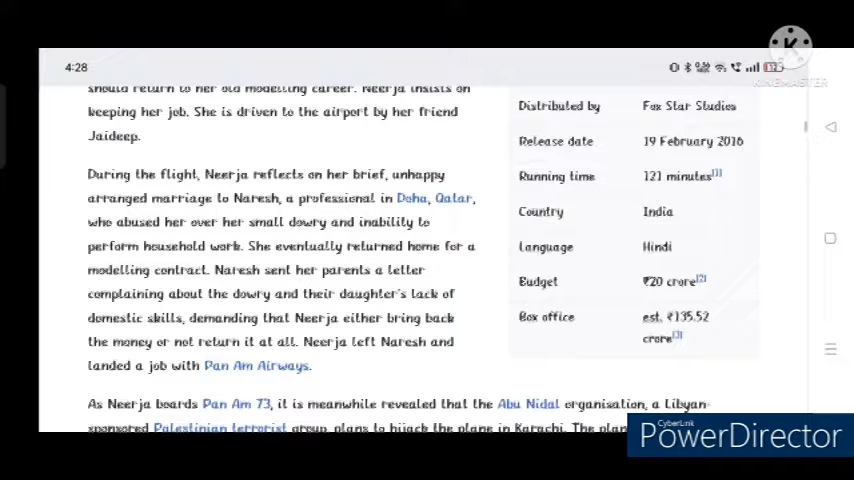 4:28
KINEMASTER
should return to her old modelling career. Neerja insists on
keeping her job. She is driven to the airport by her friend
Jaideep.
During the flight, Neerja reflects on her brief, unhappy
arranged marriage to Naresh, a professional in Doha, Qatar,
who abused her over her small dowry and inability to
perform household work. She eventually returned home for a
modelling contract. Naresh sent her parents a letter
complaining about the dowry and their daughter's lack of
domestic skills, demanding that Neerja either bring back
the money or not return it at all. Neerja left Naresh and
landed a job with Pan Am Airways.
Distributed by Fox Star Studios
Release date 19 February 2016
Running time 121 minutes[1]
Country India
Language Hindi
Budget ₹20 crore[2]
Box office est. ₹135.52
crore[3]
As Neerja boards Pan Am 73, it is meanwhile revealed that the Abu Nidal organisation, a Libyan-
sponsored Palestinian terrorist group, plans to hijack the plane in Karachi. The plan
CyberLink
PowerDirector